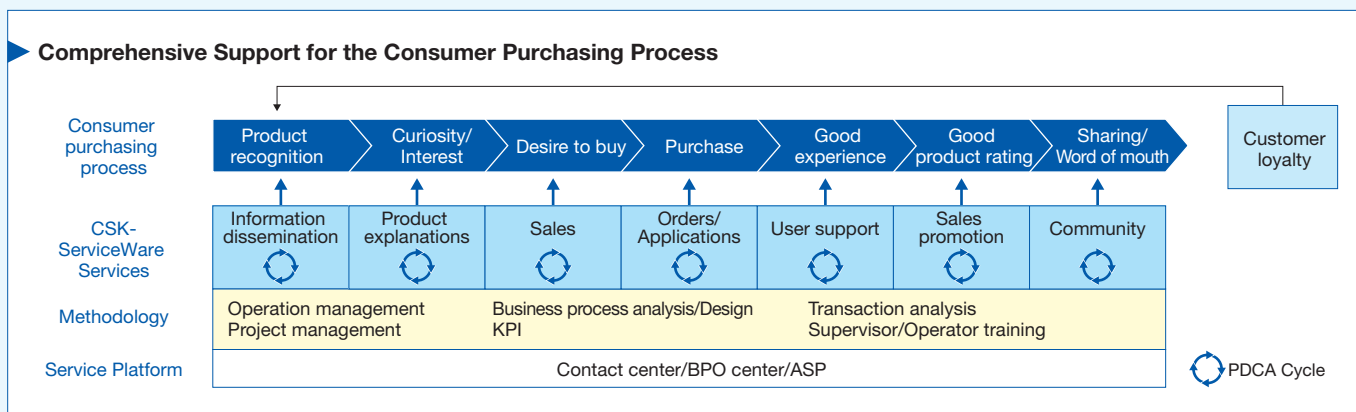 Comprehensive Support for the Consumer Purchasing Process
Consumer
purchasing
process
Product
recognition
Curiosity/
Interest
Desire to buy
Purchase
Good
experience
Good
product rating
Sharing/
Word of mouth
Customer
loyalty
CSK-
ServiceWare
Services
Information
dissemination
Product
explanations
Sales
Orders/
Applications
User support
Sales
promotion
Community
Methodology
Operation management
Project management
Business process analysis/Design
KPI
Transaction analysis
Supervisor/Operator training
Service Platform
Contact center/BPO center/ASP
PDCA Cycle